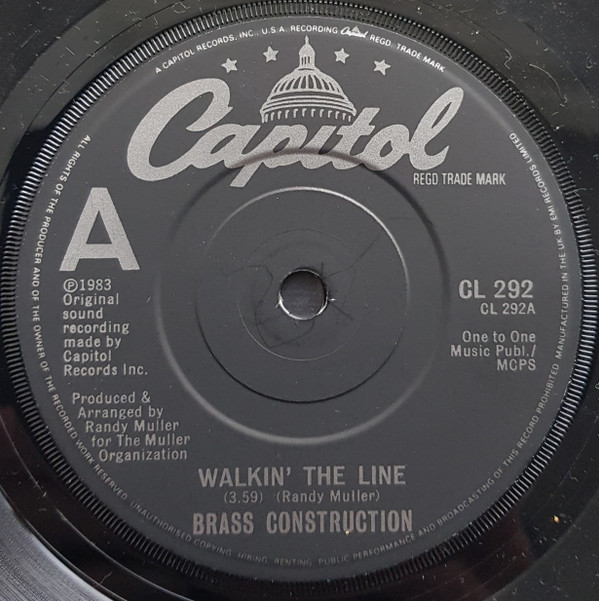 A CAPITOL RECORDS, INC., U.S.A. RECORDING Capitol REGD. TRADE MARK
Capitol
REGD TRADE MARK
A
℗1983
Original
sound
recording
made by
Capitol
Records Inc.
CL 292
CL 292A
One to One
Music Publ./
MCPS
Produced &
Arranged by
Randy Muller
for The Muller
Organization
WALKIN' THE LINE
(3.59) (Randy Muller)
BRASS CONSTRUCTION
ALL RIGHTS OF THE PRODUCER AND OF THE OWNER OF THE RECORDED WORK RESERVED. UNAUTHORISED COPYING, HIRING, RENTING, PUBLIC PERFORMANCE AND BROADCASTING OF THIS RECORD PROHIBITED. MANUFACTURED IN THE UK BY EMI RECORDS LIMITED